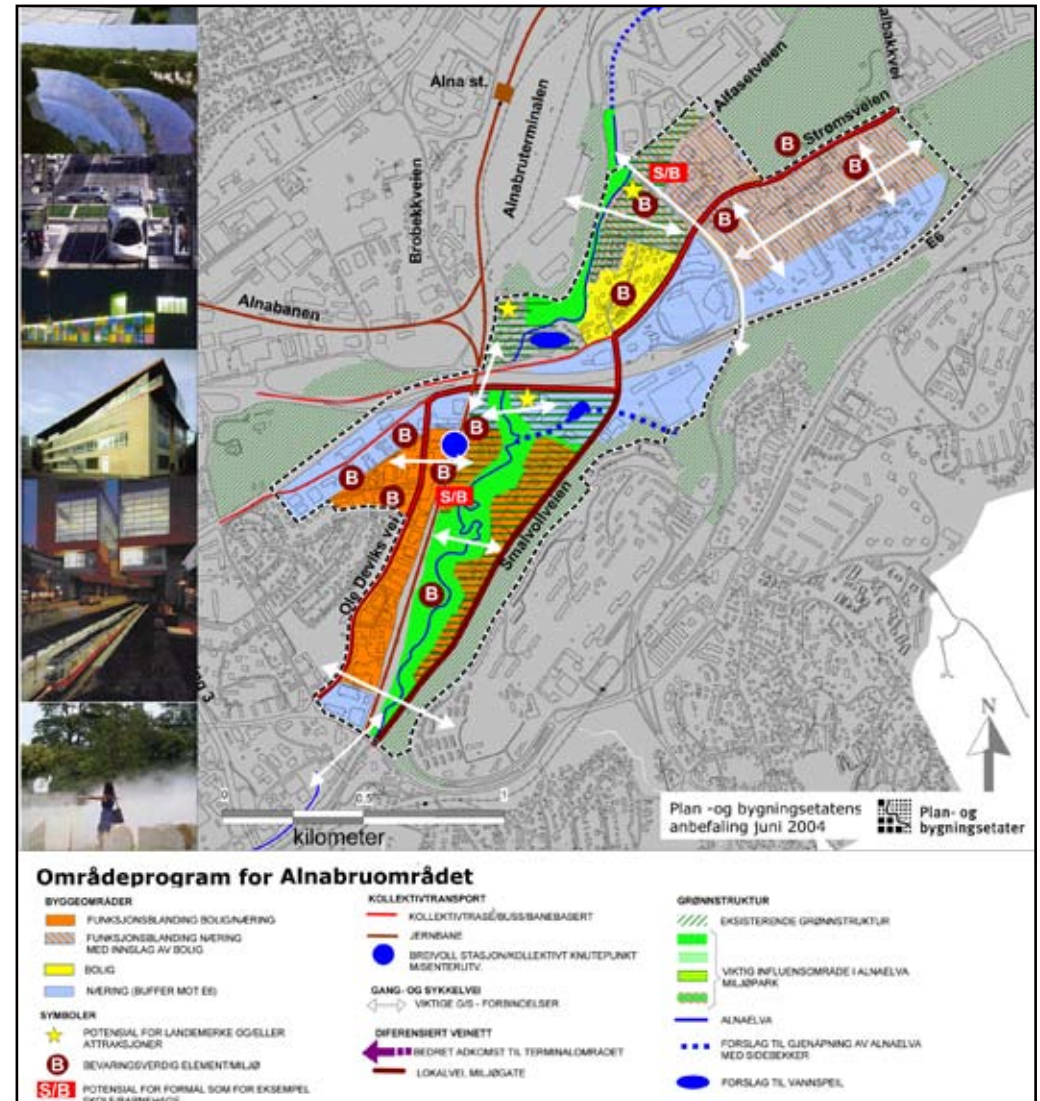 Alna st.
Alnabruterminalen
Brobekkveien
Alnabanen
Alfasetveien
Strømsveien
E6
S/B
B
B
B
B
B
B
B
B
B
B
B
S/B
B
Ole Deviks vei
Smalvollveien
N
0
0,5
1
kilometer
Plan -og bygningsetatens
anbefaling juni 2004
Plan- og
bygningsetaten
Områdeprogram for Alnabruområdet
BYGGEOMRÅDER
FUNKSJONSBLANDING BOLIG/NÆRING
FUNKSJONSBLANDING NÆRING
MED INNSLAG AV BOLIG
BOLIG
NÆRING (BUFFER MOT E6)
SYMBOLER
POTENSIAL FOR LANDEMERKE OG/ELLER
ATTRAKSJONER
B
BEVARINGSVERDIG ELEMENT/MILJØ
S/B
POTENSIAL FOR FORMÅL SOM FOR EKSEMPEL
KOLLEKTIVTRANSPORT
KOLLEKTIVTRASÉ/BUSS/BANEBASERT
JERNBANE
BREIVOLL STASJON/KOLLEKTIVT KNUTEPUNKT
M/SENTERUTV.
GANG- OG SYKKELVEI
VIKTIGE G/S - FORBINDELSER
DIFERENSIERT VEINETT
BEDRET ADKOMST TIL TERMINALOMRÅDET
LOKALVEI, MILJØGATE
GRØNNSTRUKTUR
EKSISTERENDE GRØNNSTRUKTUR
VIKTIG INFLUENSOMRÅDE I ALNAELVA
MILJØPARK
ALNAELVA
FORSLAG TIL GJENÅPNING AV ALNAELVA
MED SIDEBEKKER
FORSLAG TIL VANNSPEIL